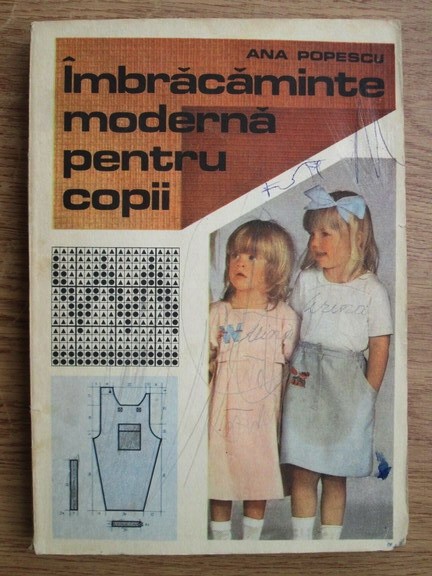 ANA POPESCU
Îmbrăcăminte
modernă
pentru
copii